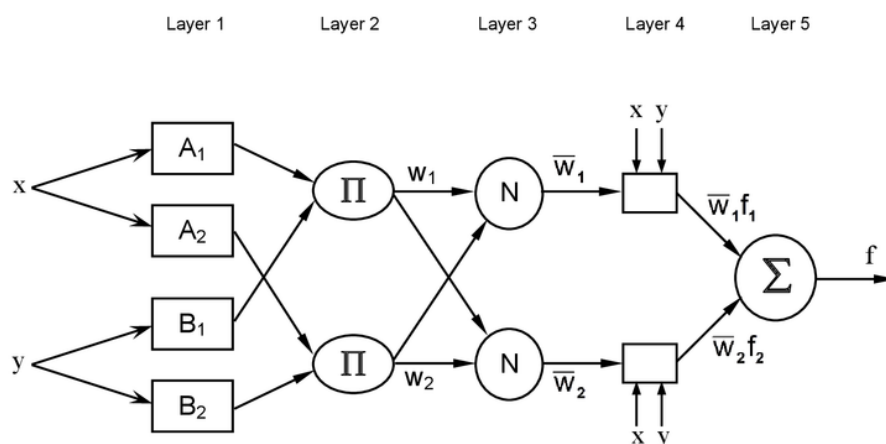 Layer 1 Layer 2 Layer 3 Layer 4 Layer 5
x y
A₁
w₁ w̅₁
x Π N
w̅₁f₁
A₂
f
Σ
B₁
w̅₂f₂
y Π N
w₂ w̅₂
B₂
x y